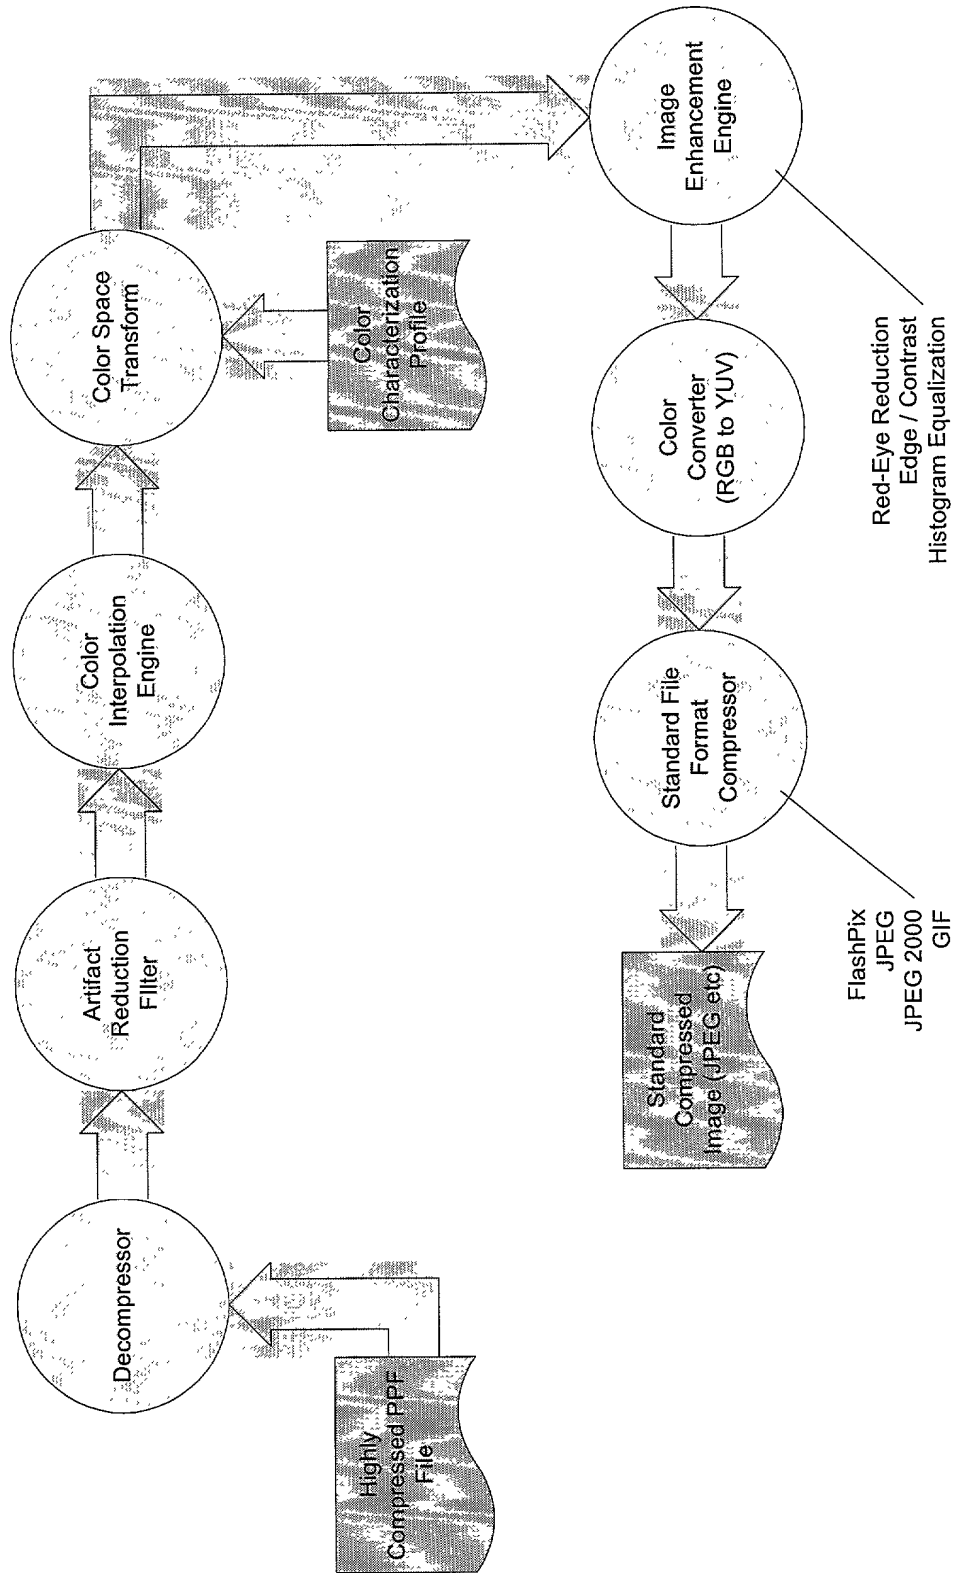 Decompressor
Artifact
Reduction
FIlter
Color
Interpolation
Engine
Color Space
Transform
Highly
Compressed PPF
File
Color
Characterization
Profile
Standard
Compressed
Image (JPEG etc)
Standard File
Format
Compressor
Color
Converter
(RGB to YUV)
Image
Enhancement
Engine
FlashPix
JPEG
JPEG 2000
GIF
Red-Eye Reduction
Edge / Contrast
Histogram Equalization